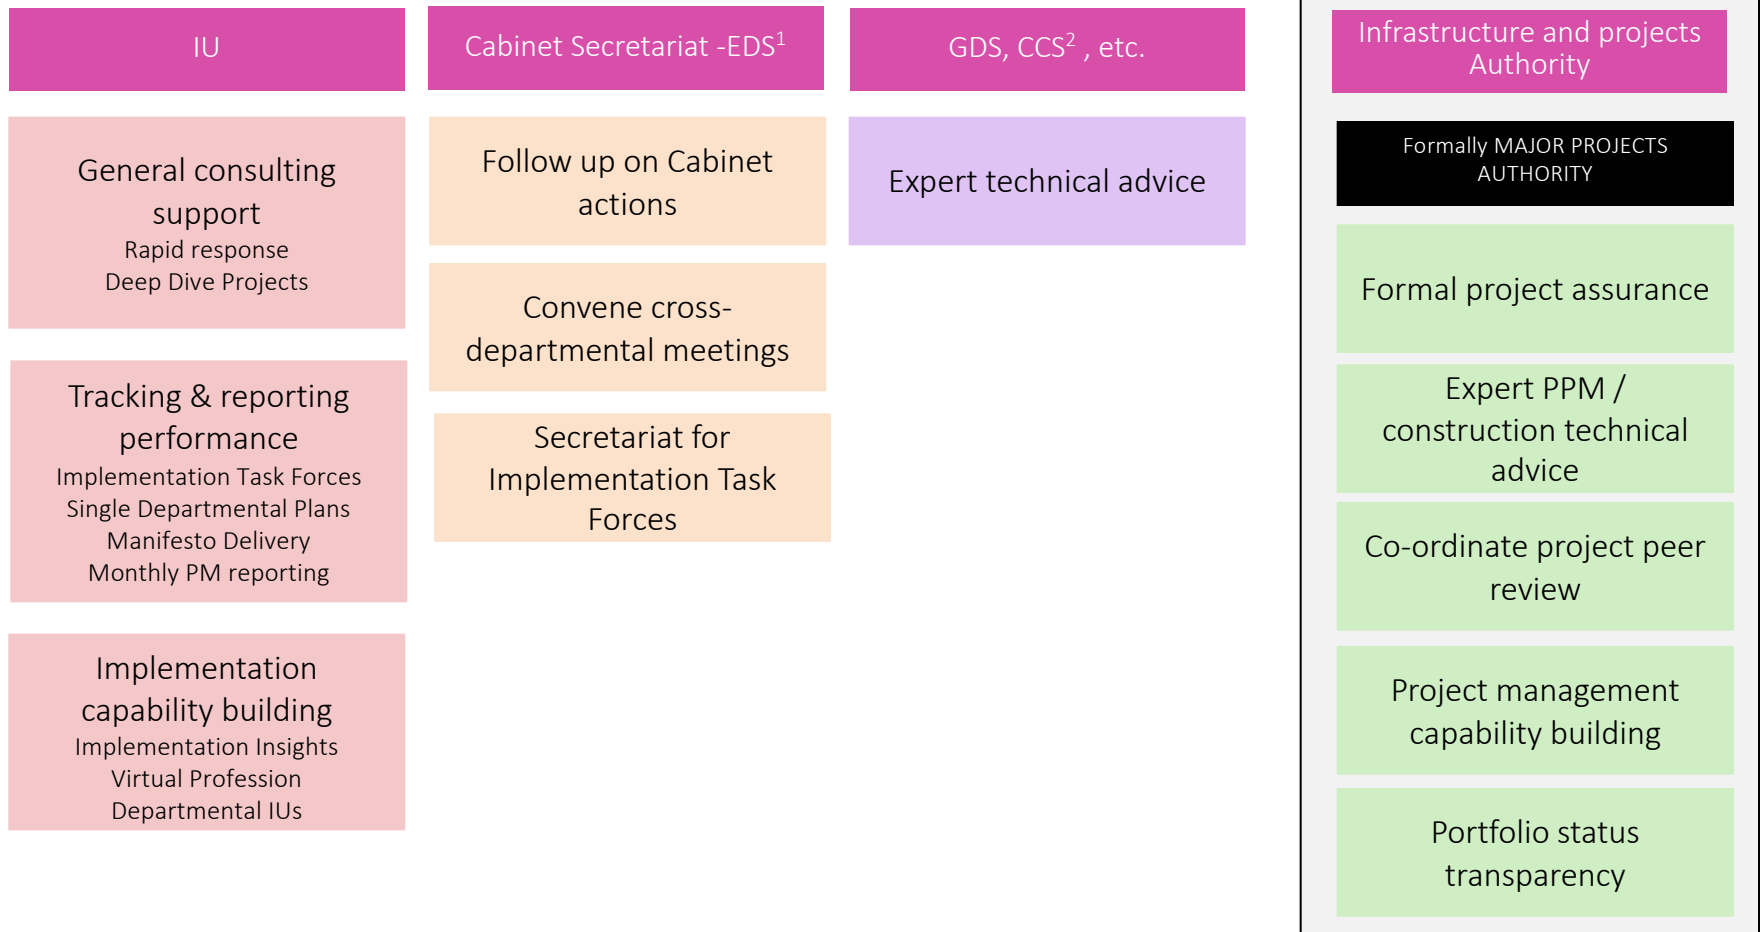 IU
General consulting
support
Rapid response
Deep Dive Projects
Tracking & reporting
performance
Implementation Task Forces
Single Departmental Plans
Manifesto Delivery
Monthly PM reporting
Implementation
capability building
Implementation Insights
Virtual Profession
Departmental IUs
Cabinet Secretariat -EDS¹
Follow up on Cabinet
actions
Convene cross-
departmental meetings
Secretariat for
Implementation Task
Forces
GDS, CCS² , etc.
Expert technical advice
Infrastructure and projects
Authority
Formally MAJOR PROJECTS
AUTHORITY
Formal project assurance
Expert PPM /
construction technical
advice
Co-ordinate project peer
review
Project management
capability building
Portfolio status
transparency